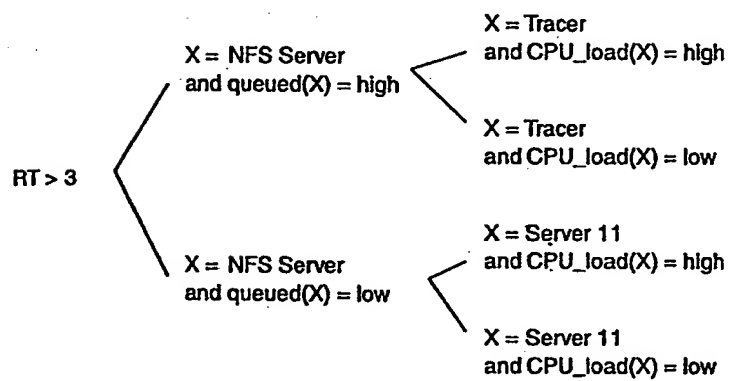 X = Tracer
and CPU_load(X) = high
X = NFS Server
and queued(X) = high
X = Tracer
and CPU_load(X) = low
RT > 3
X = Server 11
and CPU_load(X) = high
X = NFS Server
and queued(X) = low
X = Server 11
and CPU_load(X) = low